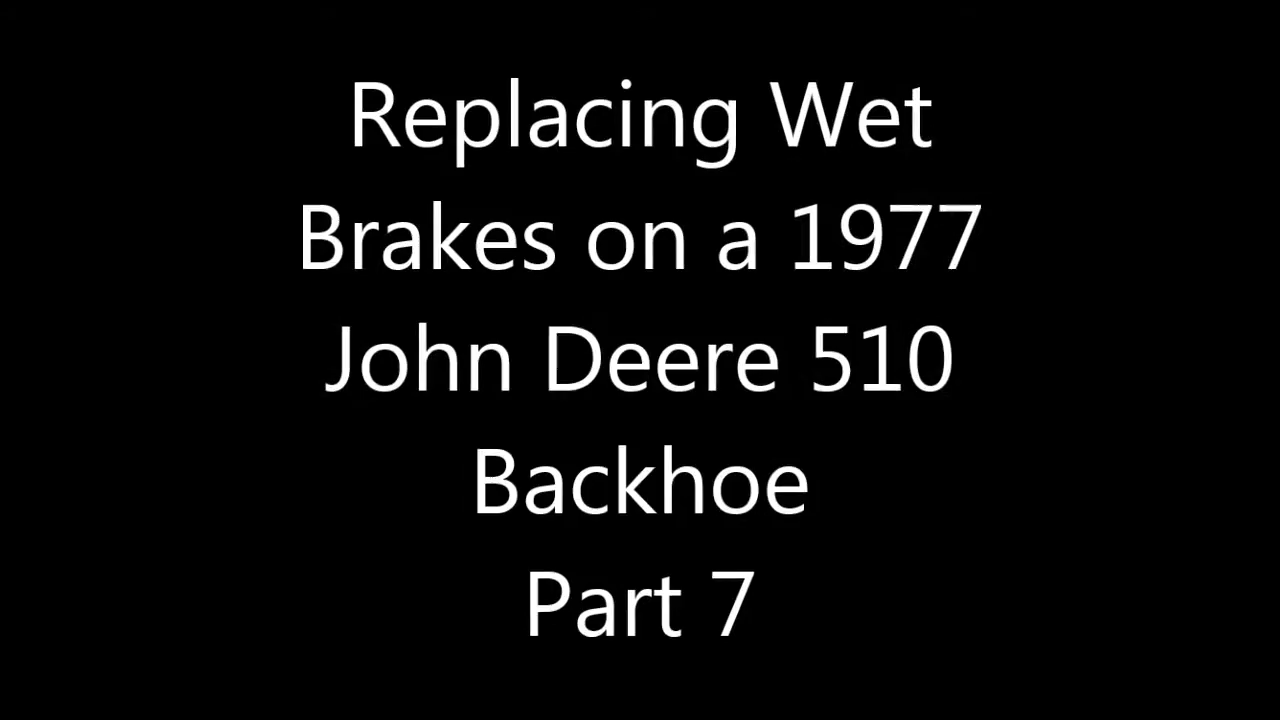 Replacing Wet
Brakes on a 1977
John Deere 510
Backhoe
Part 7